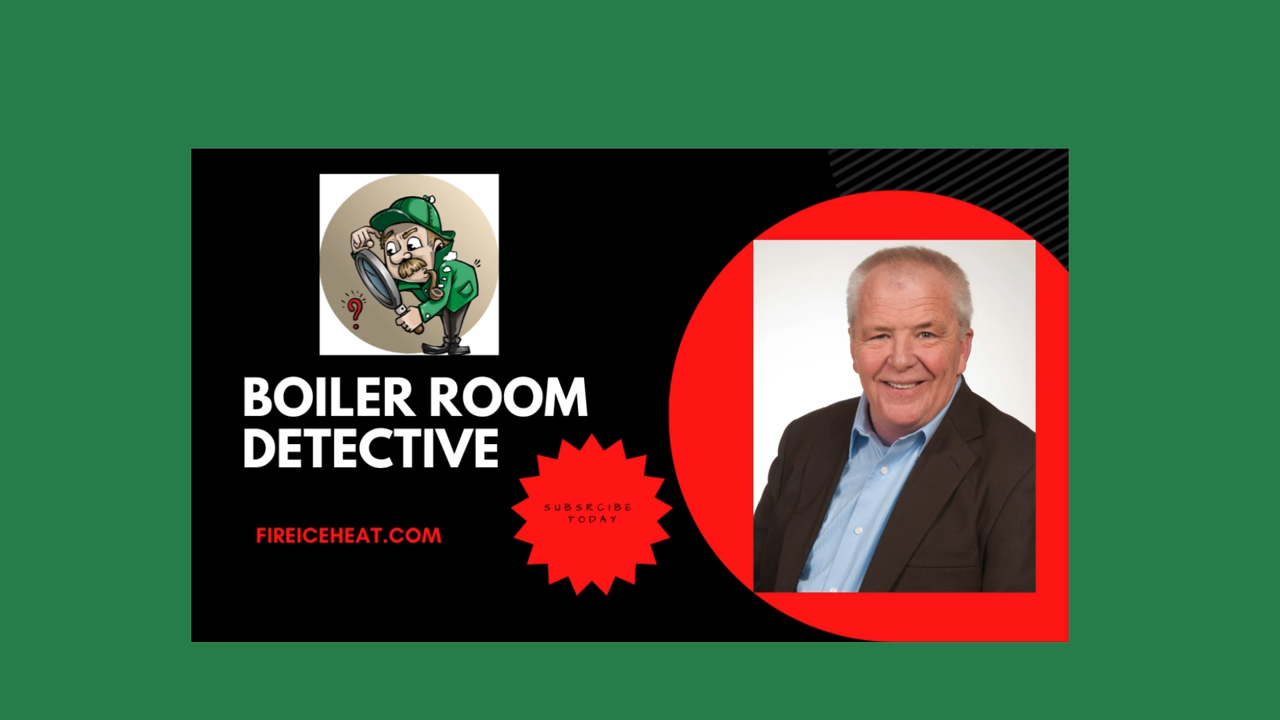 BOILER ROOM
DETECTIVE
SUBSRCIBE
TODAY
FIREICEHEAT.COM